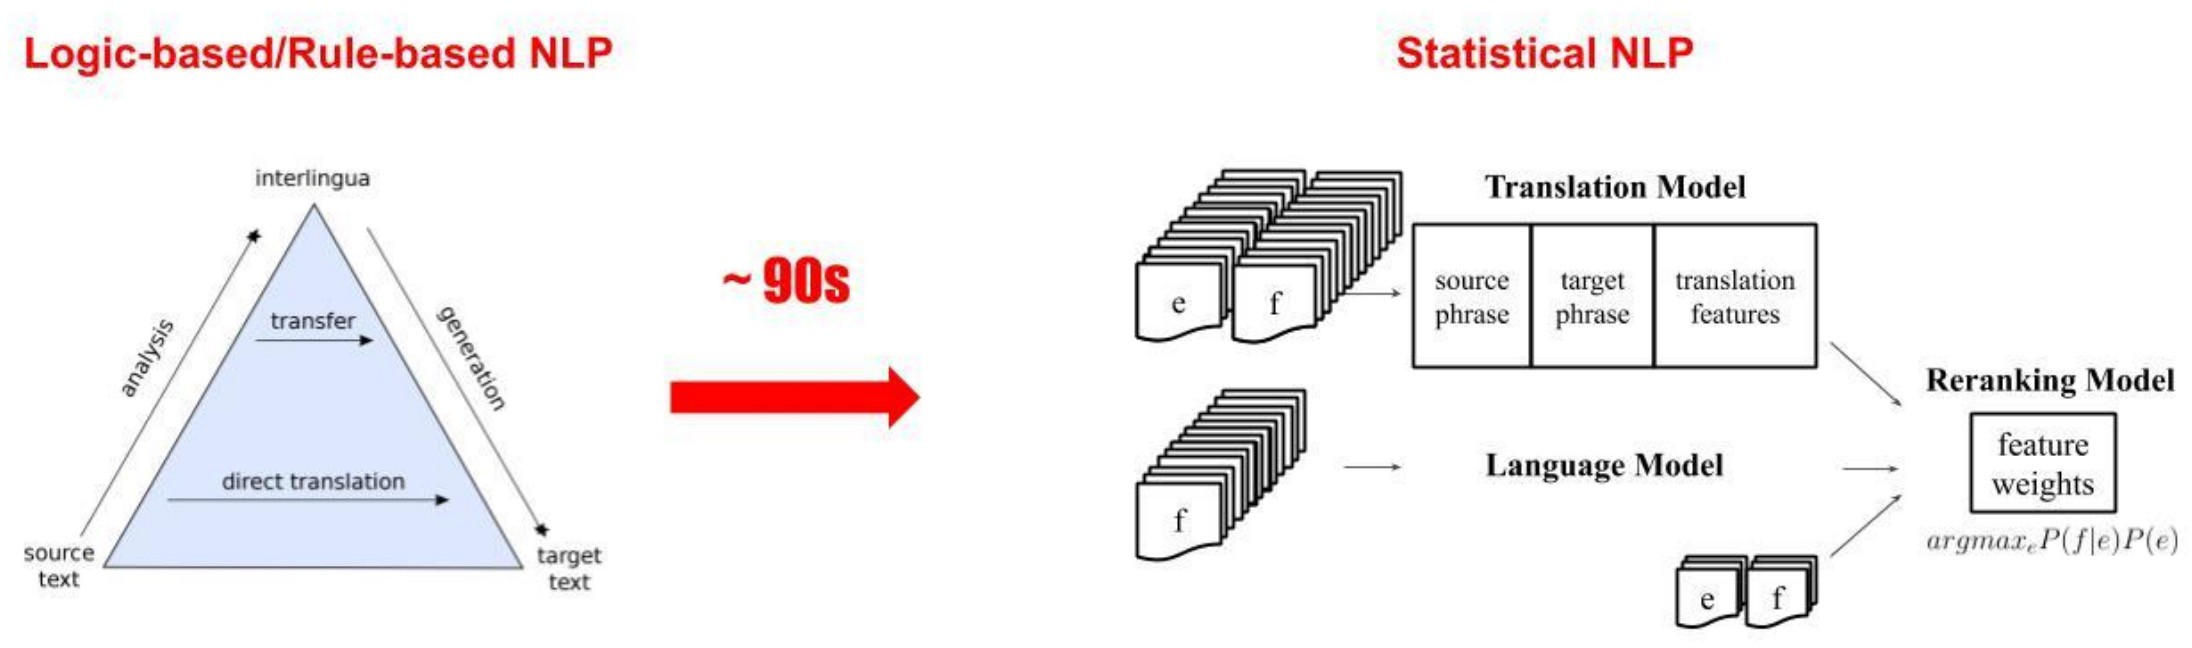 Logic-based/Rule-based NLP
interlingua
analysis
transfer
generation
direct translation
source
text
target
text
~ 90s
Statistical NLP
Translation Model
e
f
source
phrase
target
phrase
translation
features
f
Language Model
e
f
Reranking Model
feature
weights
argmaxₑP(f|e)P(e)